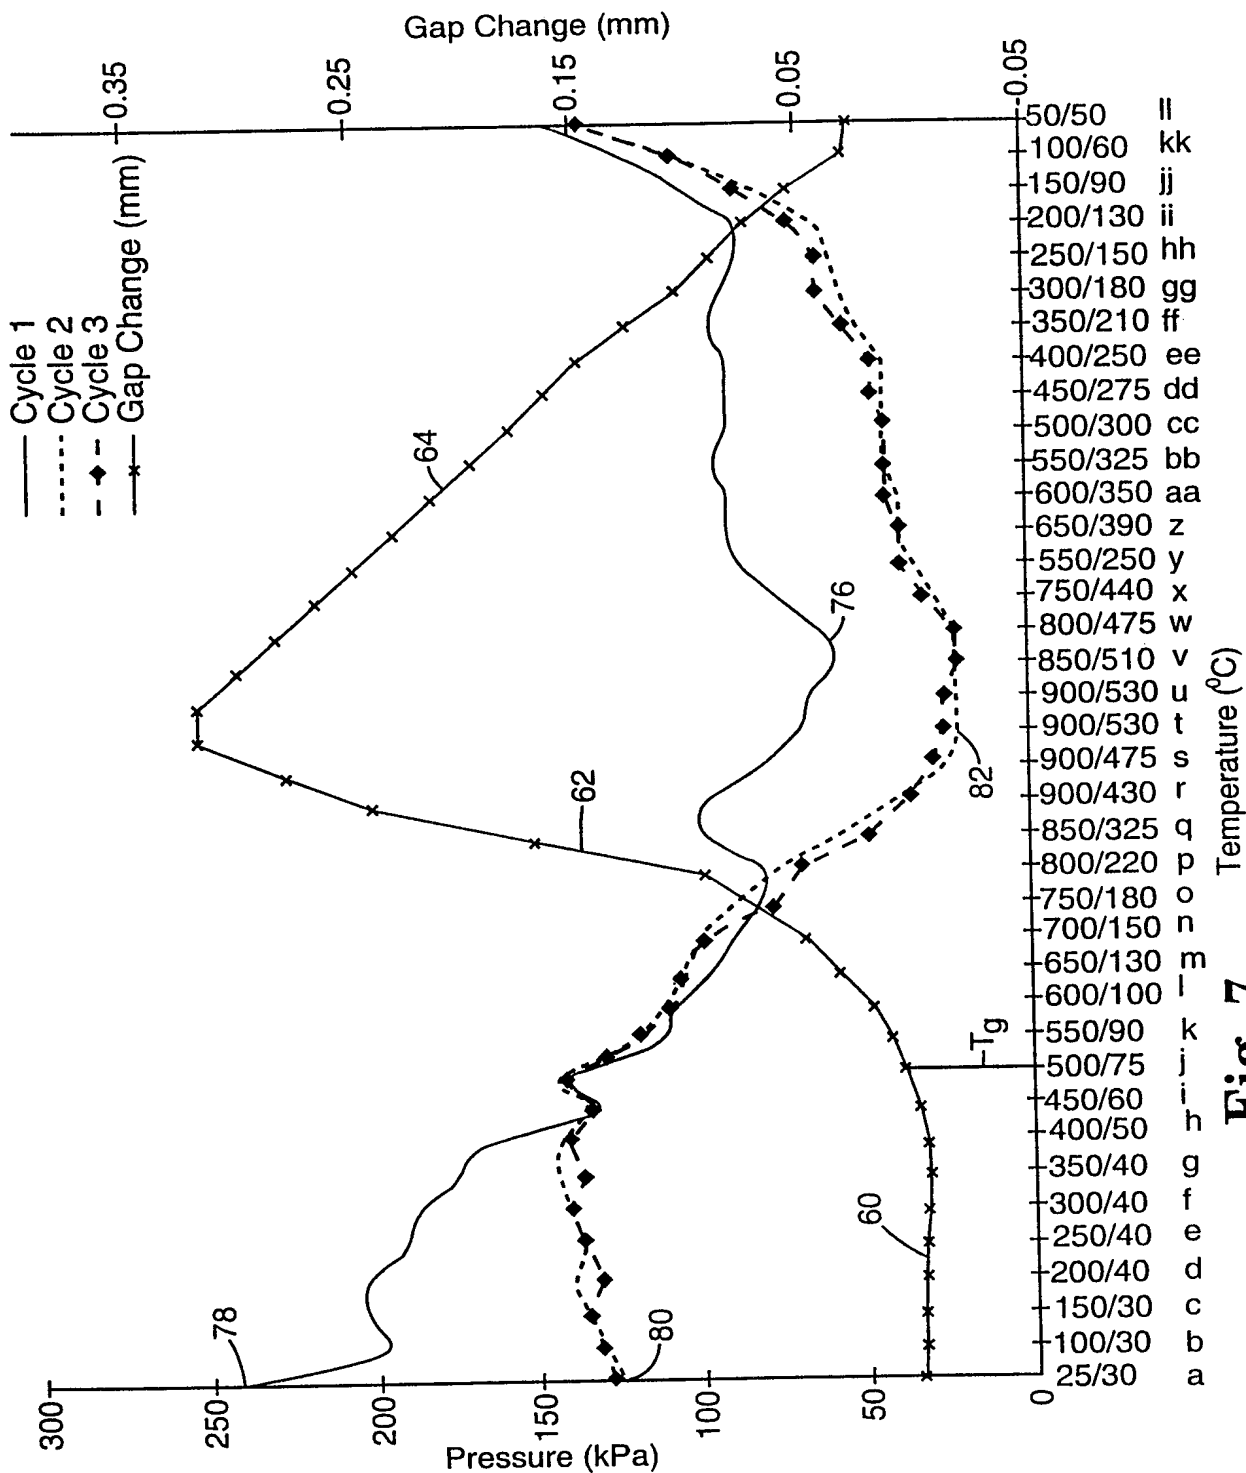 Cycle 1
Cycle 2
Cycle 3
Gap Change (mm)
Pressure (kPa)
300
250
200
150
100
50
0
Gap Change (mm)
0.35
0.25
0.15
0.05
-0.05
78
80
60
62
64
76
82
Tg
25/30 a
100/30 b
150/30 c
200/40 d
250/40 e
300/40 f
350/40 g
400/50 h
450/60 i
500/75 j
550/90 k
600/100 l
650/130 m
700/150 n
750/180 o
800/220 p
850/325 q
900/430 r
900/475 s
900/530 t
900/530 u
850/510 v
800/475 w
750/440 x
550/250 y
650/390 z
600/350 aa
550/325 bb
500/300 cc
450/275 dd
400/250 ee
350/210 ff
300/180 gg
250/150 hh
200/130 ii
150/90 jj
100/60 kk
50/50 ll
Temperature (⁰C)
Fig. 7